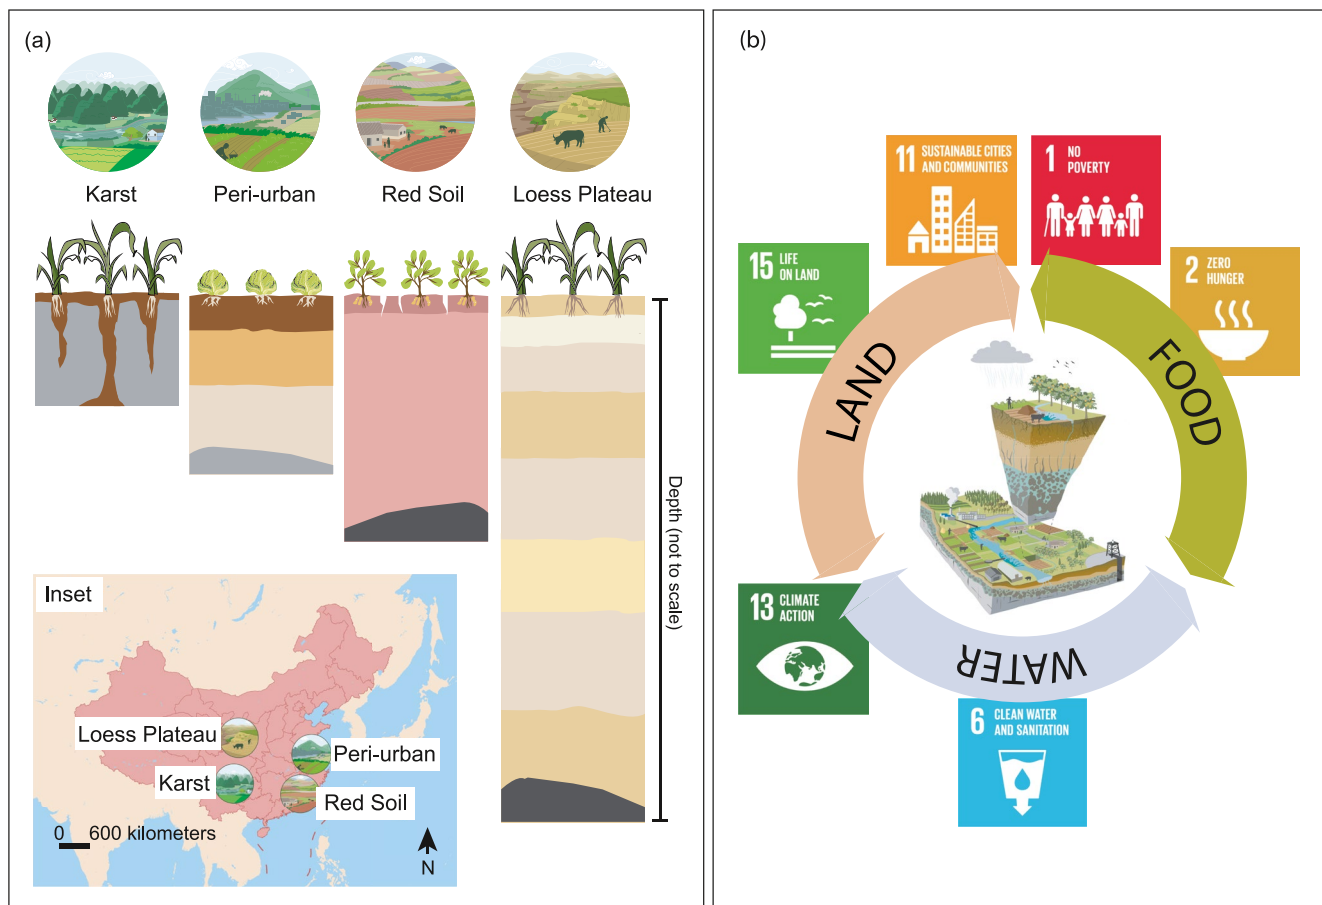 (a)
Karst
Peri-urban
Red Soil
Loess Plateau
Depth (not to scale)
Inset
Loess Plateau
Peri-urban
Karst
Red Soil
0 600 kilometers
N
(b)
11 SUSTAINABLE CITIES
AND COMMUNITIES
1 NO
POVERTY
15 LIFE
ON LAND
2 ZERO
HUNGER
LAND
FOOD
13 CLIMATE
ACTION
WATER
6 CLEAN WATER
AND SANITATION